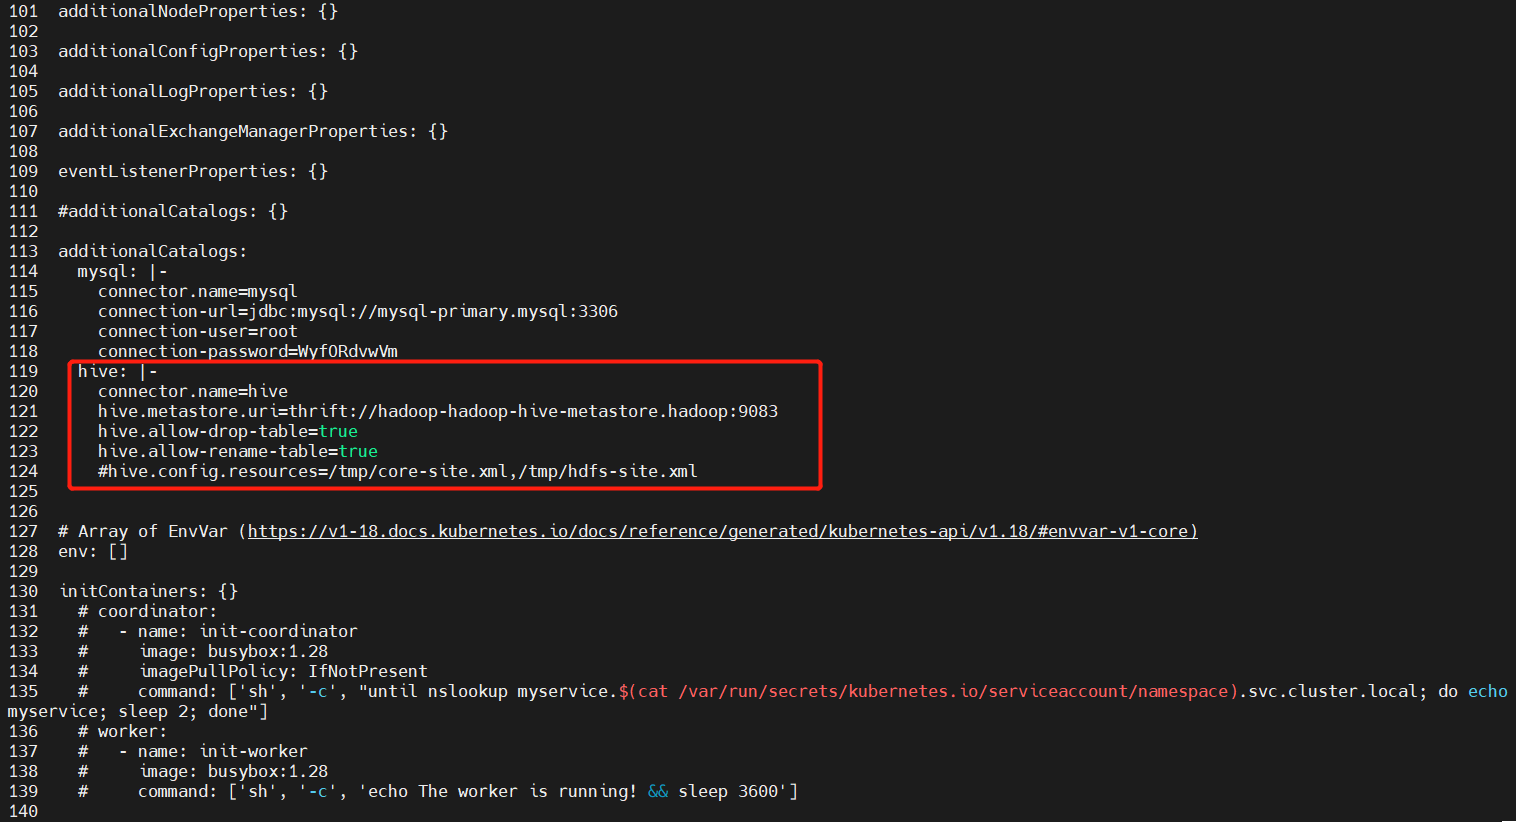 101 additionalNodeProperties: {}
102
103 additionalConfigProperties: {}
104
105 additionalLogProperties: {}
106
107 additionalExchangeManagerProperties: {}
108
109 eventListenerProperties: {}
110
111 #additionalCatalogs: {}
112
113 additionalCatalogs:
114   mysql: |-
115     connector.name=mysql
116     connection-url=jdbc:mysql://mysql-primary.mysql:3306
117     connection-user=root
118     connection-password=WyfORdvwVm
119   hive: |-
120     connector.name=hive
121     hive.metastore.uri=thrift://hadoop-hadoop-hive-metastore.hadoop:9083
122     hive.allow-drop-table=true
123     hive.allow-rename-table=true
124     #hive.config.resources=/tmp/core-site.xml,/tmp/hdfs-site.xml
125
126
127 # Array of EnvVar (https://v1-18.docs.kubernetes.io/docs/reference/generated/kubernetes-api/v1.18/#envvar-v1-core)
128 env: []
129
130 initContainers: {}
131   # coordinator:
132   #   - name: init-coordinator
133   #     image: busybox:1.28
134   #     imagePullPolicy: IfNotPresent
135   #     command: ['sh', '-c', "until nslookup myservice.$(cat /var/run/secrets/kubernetes.io/serviceaccount/namespace).svc.cluster.local; do echo
myservice; sleep 2; done"]
136   # worker:
137   #   - name: init-worker
138   #     image: busybox:1.28
139   #     command: ['sh', '-c', 'echo The worker is running! && sleep 3600']
140